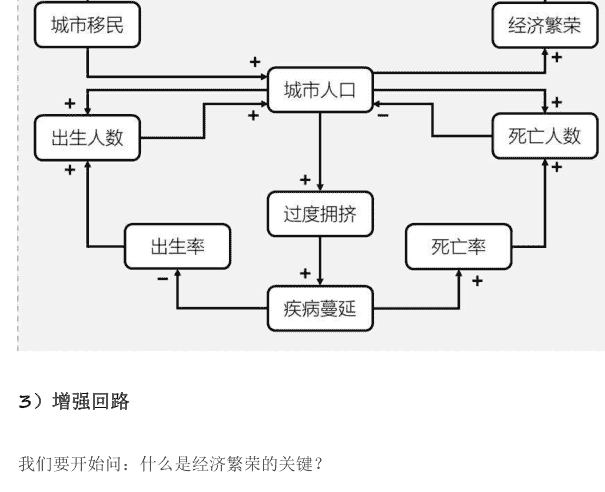 城市移民
经济繁荣
+
+
城市人口
+
+
+
−
出生人数
死亡人数
+
+
+
过度拥挤
出生率
死亡率
+
−
+
疾病蔓延
3）增强回路
我们要开始问：什么是经济繁荣的关键？